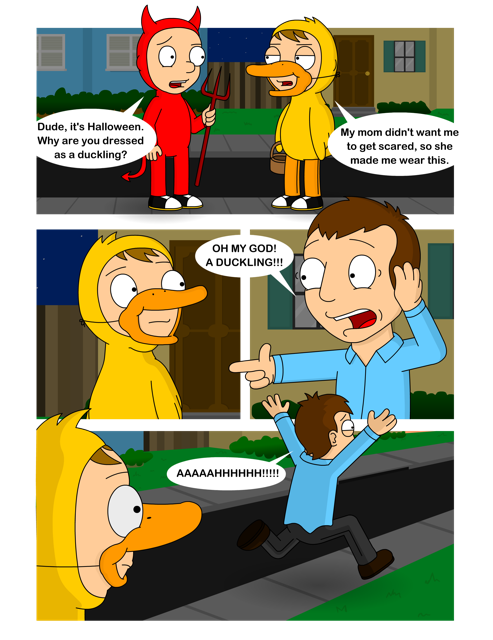 Dude, it's Halloween.
Why are you dressed
as a duckling?
My mom didn't want me
to get scared, so she
made me wear this.
OH MY GOD!
A DUCKLING!!!
AAAAAHHHHHH!!!!!